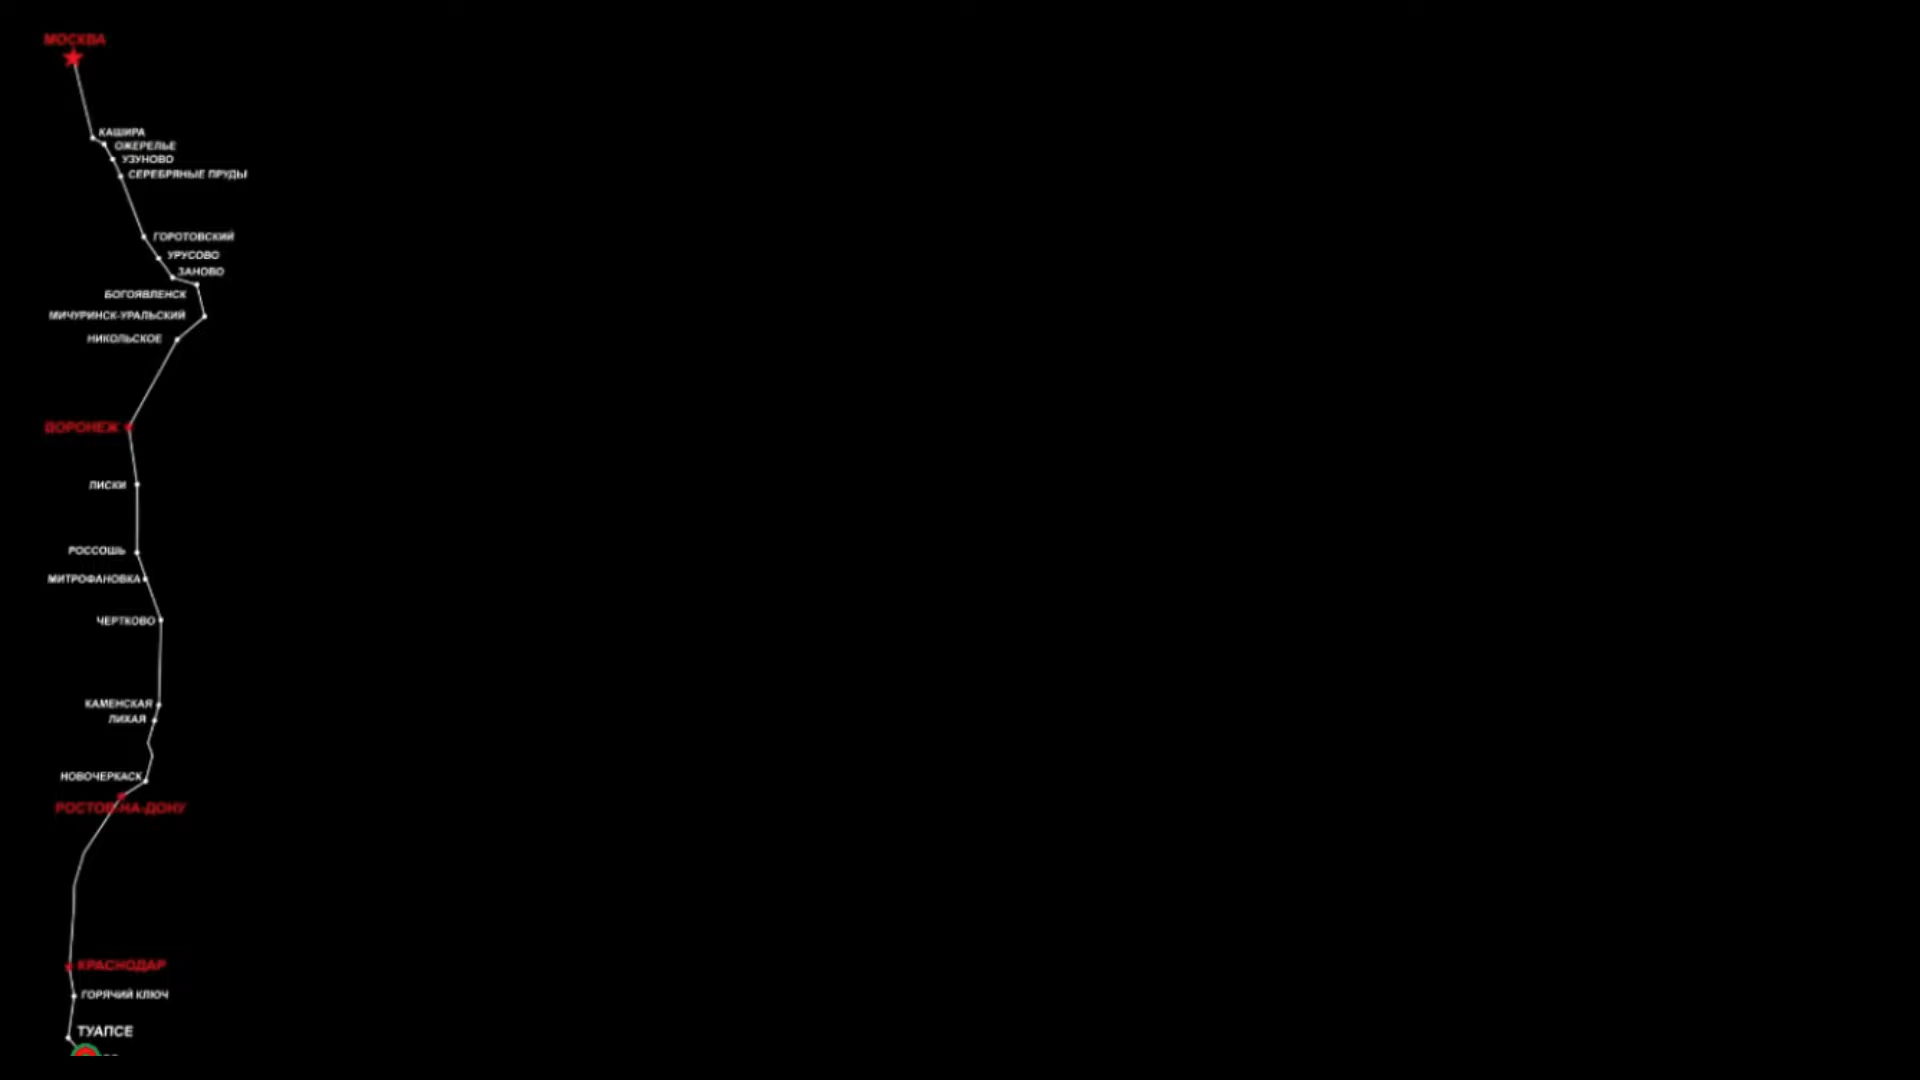 МОСКВА
КАШИРА
ОЖЕРЕЛЬЕ
УЗУНОВО
СЕРЕБРЯНЫЕ ПРУДЫ
ГОРОТОВСКИЙ
УРУСОВО
ЗАНОВО
БОГОЯВЛЕНСК
МИЧУРИНСК-УРАЛЬСКИЙ
НИКОЛЬСКОЕ
ВОРОНЕЖ
ЛИСКИ
РОССОШЬ
МИТРОФАНОВКА
ЧЕРТКОВО
КАМЕНСКАЯ
ЛИХАЯ
НОВОЧЕРКАСК
РОСТОВ-НА-ДОНУ
КРАСНОДАР
ГОРЯЧИЙ КЛЮЧ
ТУАПСЕ